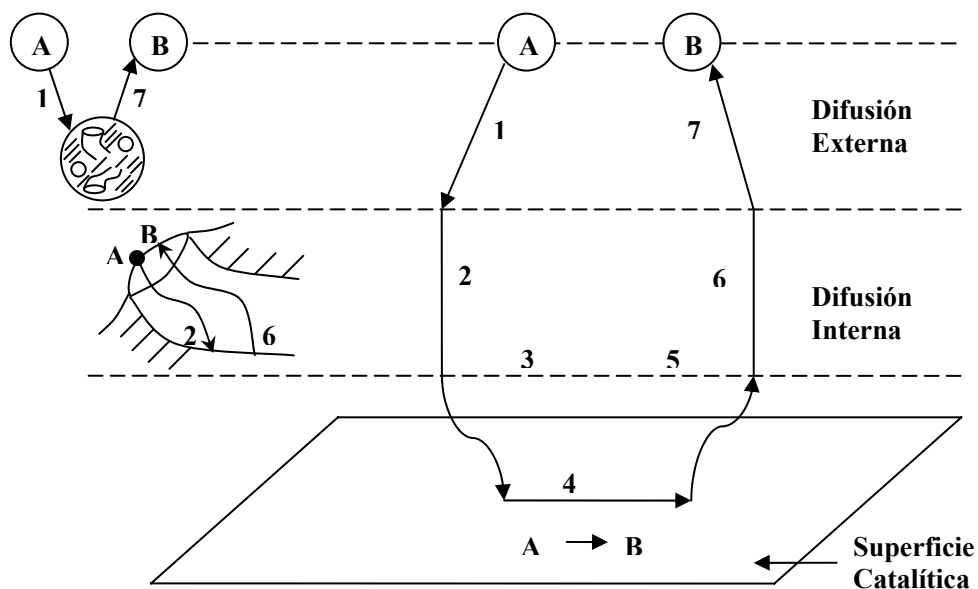 A B A B
1 7 1 7
Difusión
Externa
B
A
2 6
2 6
3 5
Difusión
Interna
4
A B
Superficie
Catalítica